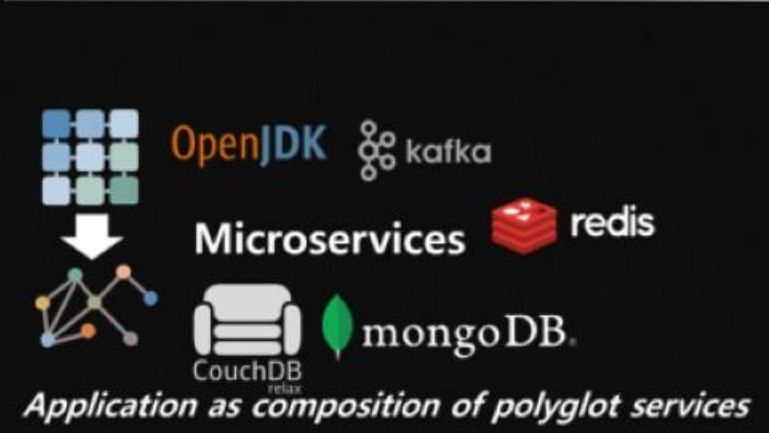 OpenJDK
kafka
redis
Microservices
CouchDB
relax
mongoDB.
Application as composition of polyglot services